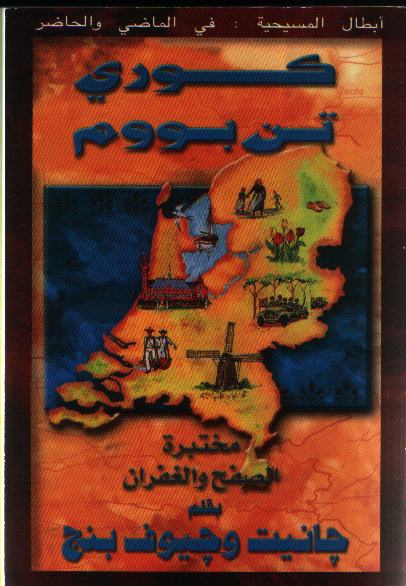 أبطال المسيحية : في الماضي والحاضر
كوري
تن بووم
مختبرة
الصفح والغفران
بقلم
چانيت وچيوف بنج